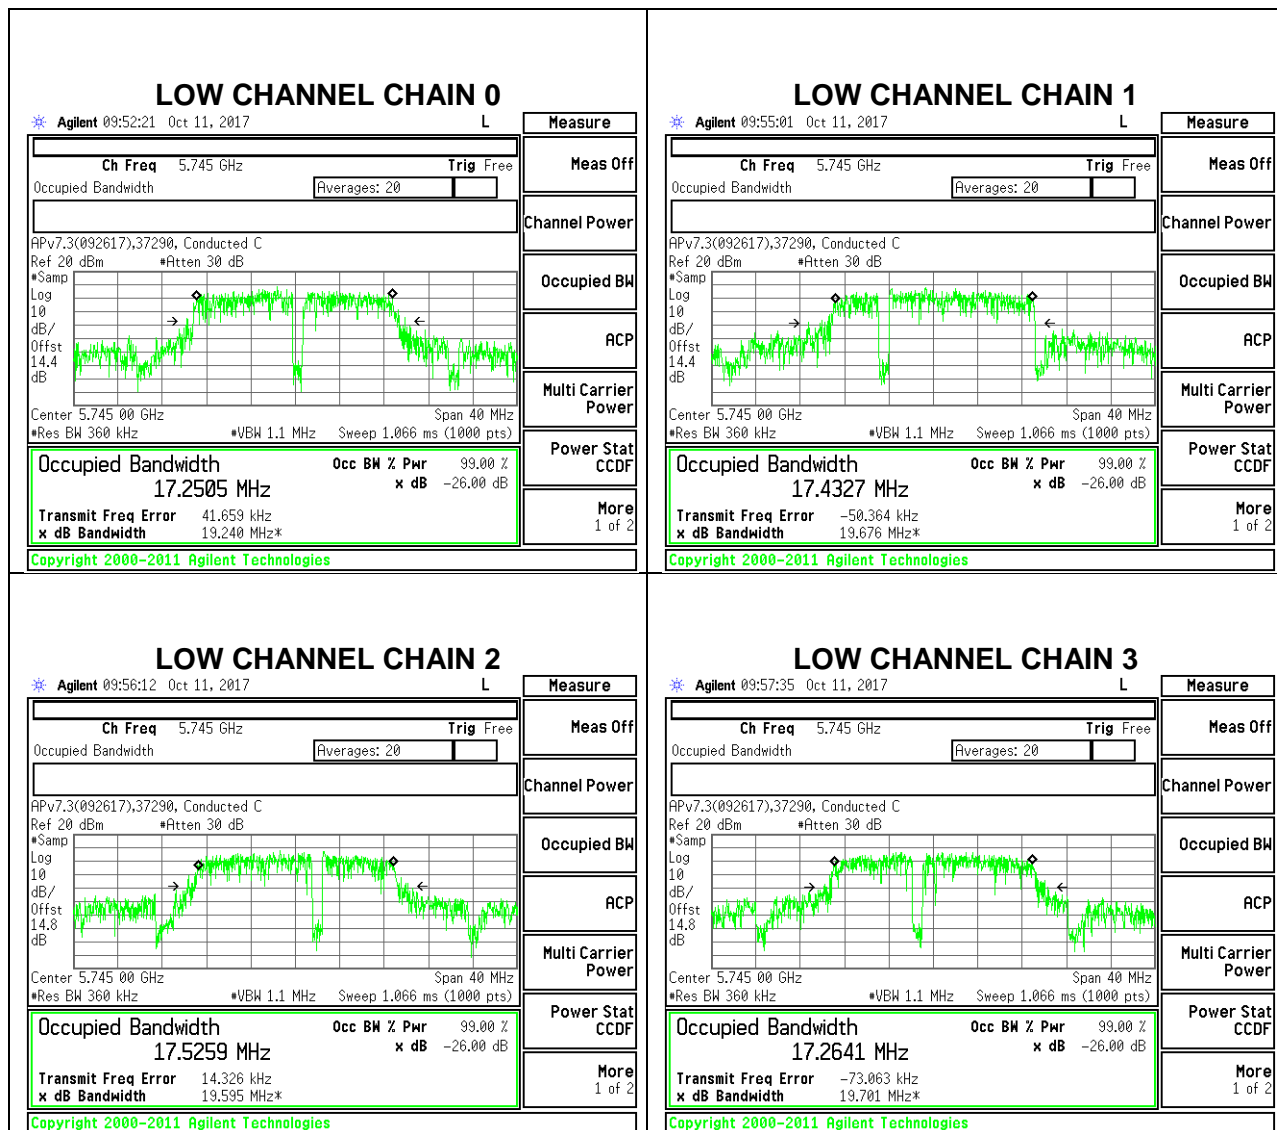 LOW CHANNEL CHAIN 0
Agilent 09:52:21 Oct 11, 2017 L
Measure
Ch Freq 5.745 GHz Trig Free
Meas Off
Occupied Bandwidth Averages: 20
Channel Power
APv7.3(092617),37290, Conducted C
Ref 20 dBm #Atten 30 dB
#Samp
Log
10
dB/
Offst
14.4
dB
Occupied BW
ACP
Multi Carrier
Power
Center 5.745 00 GHz Span 40 MHz
#Res BW 360 kHz #VBW 1.1 MHz Sweep 1.066 ms (1000 pts)
Power Stat
CCDF
Occupied Bandwidth Occ BW % Pwr 99.00 %
17.2505 MHz x dB -26.00 dB
Transmit Freq Error 41.659 kHz
x dB Bandwidth 19.240 MHz*
More
1 of 2
Copyright 2000-2011 Agilent Technologies
LOW CHANNEL CHAIN 1
Agilent 09:55:01 Oct 11, 2017 L
Measure
Ch Freq 5.745 GHz Trig Free
Meas Off
Occupied Bandwidth Averages: 20
Channel Power
APv7.3(092617),37290, Conducted C
Ref 20 dBm #Atten 30 dB
#Samp
Log
10
dB/
Offst
14.4
dB
Occupied BW
ACP
Multi Carrier
Power
Center 5.745 00 GHz Span 40 MHz
#Res BW 360 kHz #VBW 1.1 MHz Sweep 1.066 ms (1000 pts)
Power Stat
CCDF
Occupied Bandwidth Occ BW % Pwr 99.00 %
17.4327 MHz x dB -26.00 dB
Transmit Freq Error -50.364 kHz
x dB Bandwidth 19.676 MHz*
More
1 of 2
Copyright 2000-2011 Agilent Technologies
LOW CHANNEL CHAIN 2
Agilent 09:56:12 Oct 11, 2017 L
Measure
Ch Freq 5.745 GHz Trig Free
Meas Off
Occupied Bandwidth Averages: 20
Channel Power
APv7.3(092617),37290, Conducted C
Ref 20 dBm #Atten 30 dB
#Samp
Log
10
dB/
Offst
14.8
dB
Occupied BW
ACP
Multi Carrier
Power
Center 5.745 00 GHz Span 40 MHz
#Res BW 360 kHz #VBW 1.1 MHz Sweep 1.066 ms (1000 pts)
Power Stat
CCDF
Occupied Bandwidth Occ BW % Pwr 99.00 %
17.5259 MHz x dB -26.00 dB
Transmit Freq Error 14.326 kHz
x dB Bandwidth 19.595 MHz*
More
1 of 2
Copyright 2000-2011 Agilent Technologies
LOW CHANNEL CHAIN 3
Agilent 09:57:35 Oct 11, 2017 L
Measure
Ch Freq 5.745 GHz Trig Free
Meas Off
Occupied Bandwidth Averages: 20
Channel Power
APv7.3(092617),37290, Conducted C
Ref 20 dBm #Atten 30 dB
#Samp
Log
10
dB/
Offst
14.8
dB
Occupied BW
ACP
Multi Carrier
Power
Center 5.745 00 GHz Span 40 MHz
#Res BW 360 kHz #VBW 1.1 MHz Sweep 1.066 ms (1000 pts)
Power Stat
CCDF
Occupied Bandwidth Occ BW % Pwr 99.00 %
17.2641 MHz x dB -26.00 dB
Transmit Freq Error -73.063 kHz
x dB Bandwidth 19.701 MHz*
More
1 of 2
Copyright 2000-2011 Agilent Technologies